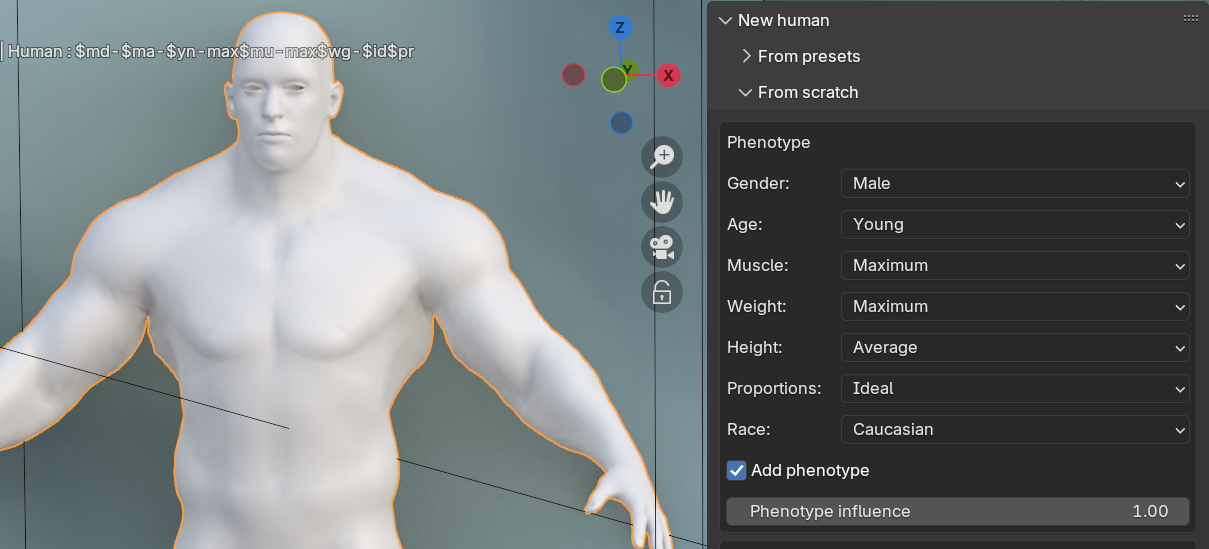 New human
| Human : $md-$ma-$yn-max$mu-max$wg-$id$pr
From presets
From scratch
Phenotype
Gender: Male
Age: Young
Muscle: Maximum
Weight: Maximum
Height: Average
Proportions: Ideal
Race: Caucasian
Add phenotype
Phenotype influence 1.00
Z
Y
X